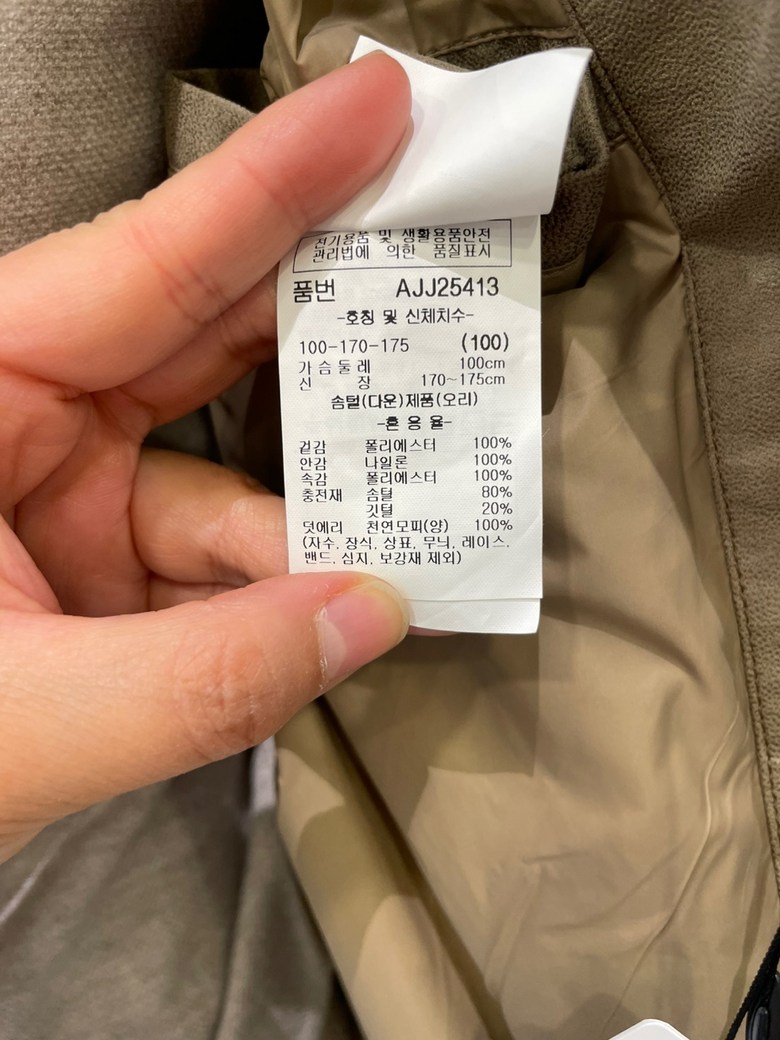 전기용품 및 생활용품안전
관리법에 의한 품질표시
품번 AJJ25413
-호칭 및 신체치수-
100-170-175 (100)
가슴둘레 100cm
신 장 170~175cm
솜털(다운)제품(오리)
-혼용율-
겉감 폴리에스터 100%
안감 나일론 100%
속감 폴리에스터 100%
충전재 솜털 80%
깃털 20%
덧에리 천연모피(양) 100%
(자수, 장식, 상표, 무늬, 레이스,
밴드, 심지, 보강재 제외)